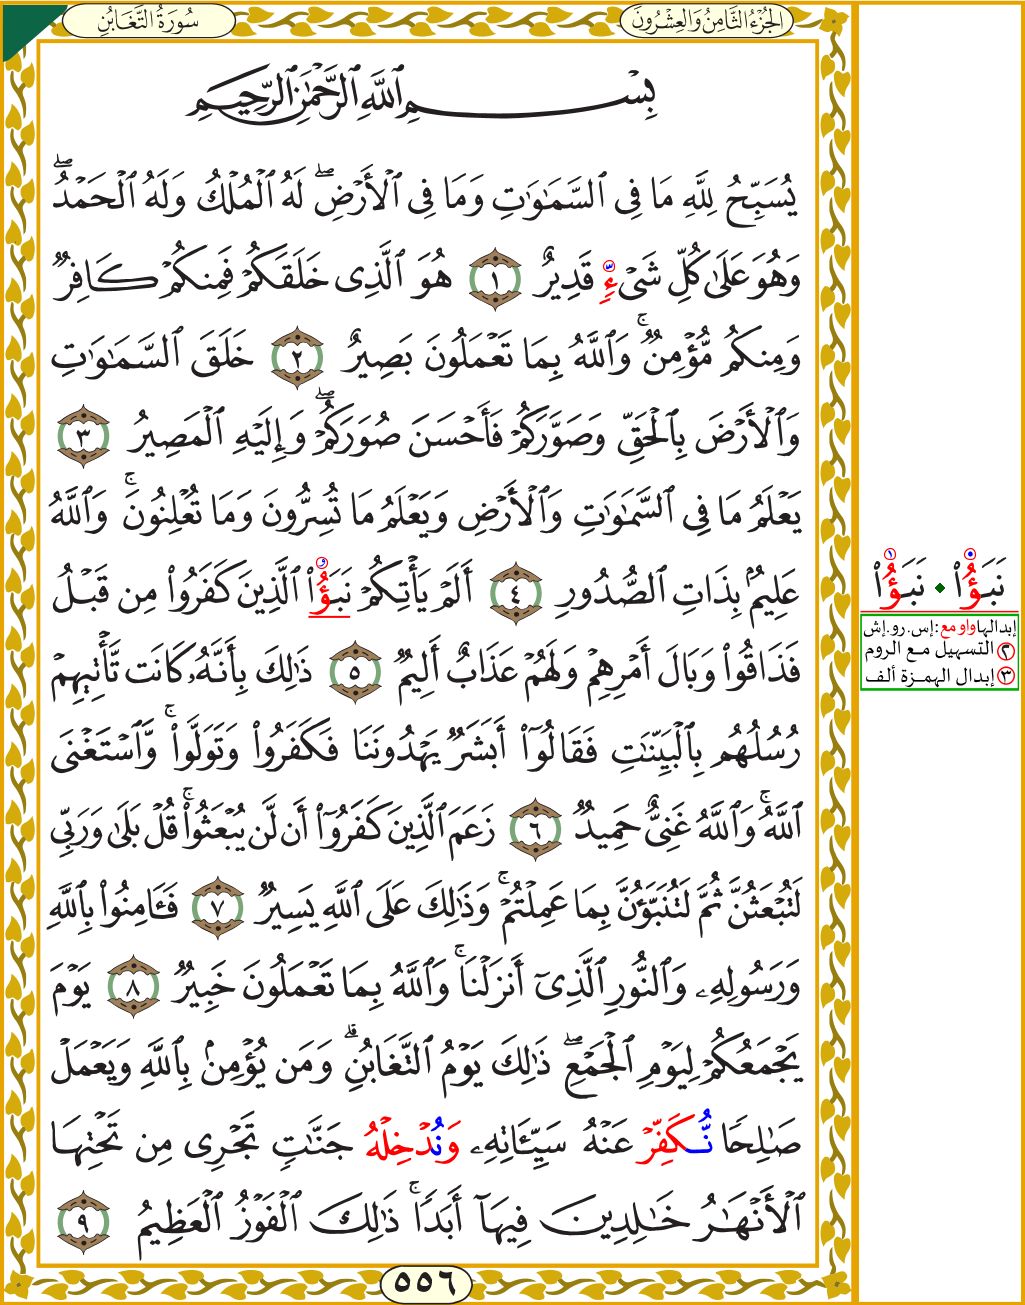 سُورَةُ التَّغَابُنِ
الجُزْءُ الثَّامِنُ وَالعِشْرُونَ
بِسْمِ ٱللَّهِ ٱلرَّحْمَٰنِ ٱلرَّحِيمِ
يُسَبِّحُ لِلَّهِ مَا فِى ٱلسَّمَٰوَٰتِ وَمَا فِى ٱلْأَرْضِۖ لَهُ ٱلْمُلْكُ وَلَهُ ٱلْحَمْدُۖ
وَهُوَ عَلَىٰ كُلِّ شَىْءٍ قَدِيرٌ ١ هُوَ ٱلَّذِى خَلَقَكُمْ فَمِنكُمْ كَافِرٌ
وَمِنكُم مُّؤْمِنٌۚ وَٱللَّهُ بِمَا تَعْمَلُونَ بَصِيرٌ ٢ خَلَقَ ٱلسَّمَٰوَٰتِ
وَٱلْأَرْضَ بِٱلْحَقِّ وَصَوَّرَكُمْ فَأَحْسَنَ صُوَرَكُمْۖ وَإِلَيْهِ ٱلْمَصِيرُ ٣
يَعْلَمُ مَا فِى ٱلسَّمَٰوَٰتِ وَٱلْأَرْضِ وَيَعْلَمُ مَا تُسِرُّونَ وَمَا تُعْلِنُونَۚ وَٱللَّهُ
عَلِيمٌۢ بِذَاتِ ٱلصُّدُورِ ٤ أَلَمْ يَأْتِكُمْ نَبَؤُا۟ ٱلَّذِينَ كَفَرُوا۟ مِن قَبْلُ
فَذَاقُوا۟ وَبَالَ أَمْرِهِمْ وَلَهُمْ عَذَابٌ أَلِيمٌ ٥ ذَٰلِكَ بِأَنَّهُۥ كَانَت تَّأْتِيهِمْ
رُسُلُهُم بِٱلْبَيِّنَٰتِ فَقَالُوٓا۟ أَبَشَرٌ يَهْدُونَنَا فَكَفَرُوا۟ وَتَوَلَّوا۟ۚ وَّٱسْتَغْنَى
ٱللَّهُۚ وَٱللَّهُ غَنِىٌّ حَمِيدٌ ٦ زَعَمَ ٱلَّذِينَ كَفَرُوٓا۟ أَن لَّن يُبْعَثُوا۟ۚ قُلْ بَلَىٰ وَرَبِّى
لَتُبْعَثُنَّ ثُمَّ لَتُنَبَّؤُنَّ بِمَا عَمِلْتُمْۚ وَذَٰلِكَ عَلَى ٱللَّهِ يَسِيرٌ ٧ فَـَٔامِنُوا۟ بِٱللَّهِ
وَرَسُولِهِۦ وَٱلنُّورِ ٱلَّذِىٓ أَنزَلْنَاۚ وَٱللَّهُ بِمَا تَعْمَلُونَ خَبِيرٌ ٨ يَوْمَ
يَجْمَعُكُمْ لِيَوْمِ ٱلْجَمْعِۖ ذَٰلِكَ يَوْمُ ٱلتَّغَابُنِۗ وَمَن يُؤْمِنۢ بِٱللَّهِ وَيَعْمَلْ
صَٰلِحًا نُّكَفِّرْ عَنْهُ سَيِّـَٔاتِهِۦ وَنُدْخِلْهُ جَنَّٰتٍ تَجْرِى مِن تَحْتِهَا
ٱلْأَنْهَٰرُ خَٰلِدِينَ فِيهَآ أَبَدًاۚ ذَٰلِكَ ٱلْفَوْزُ ٱلْعَظِيمُ ٩
٥٥٦
نَبَؤُا۟ • نَبَؤُا۟
إبدالها واو مع: إس. رو. إش
٢ التسهيل مع الروم
٣ إبدال الهمزة ألف